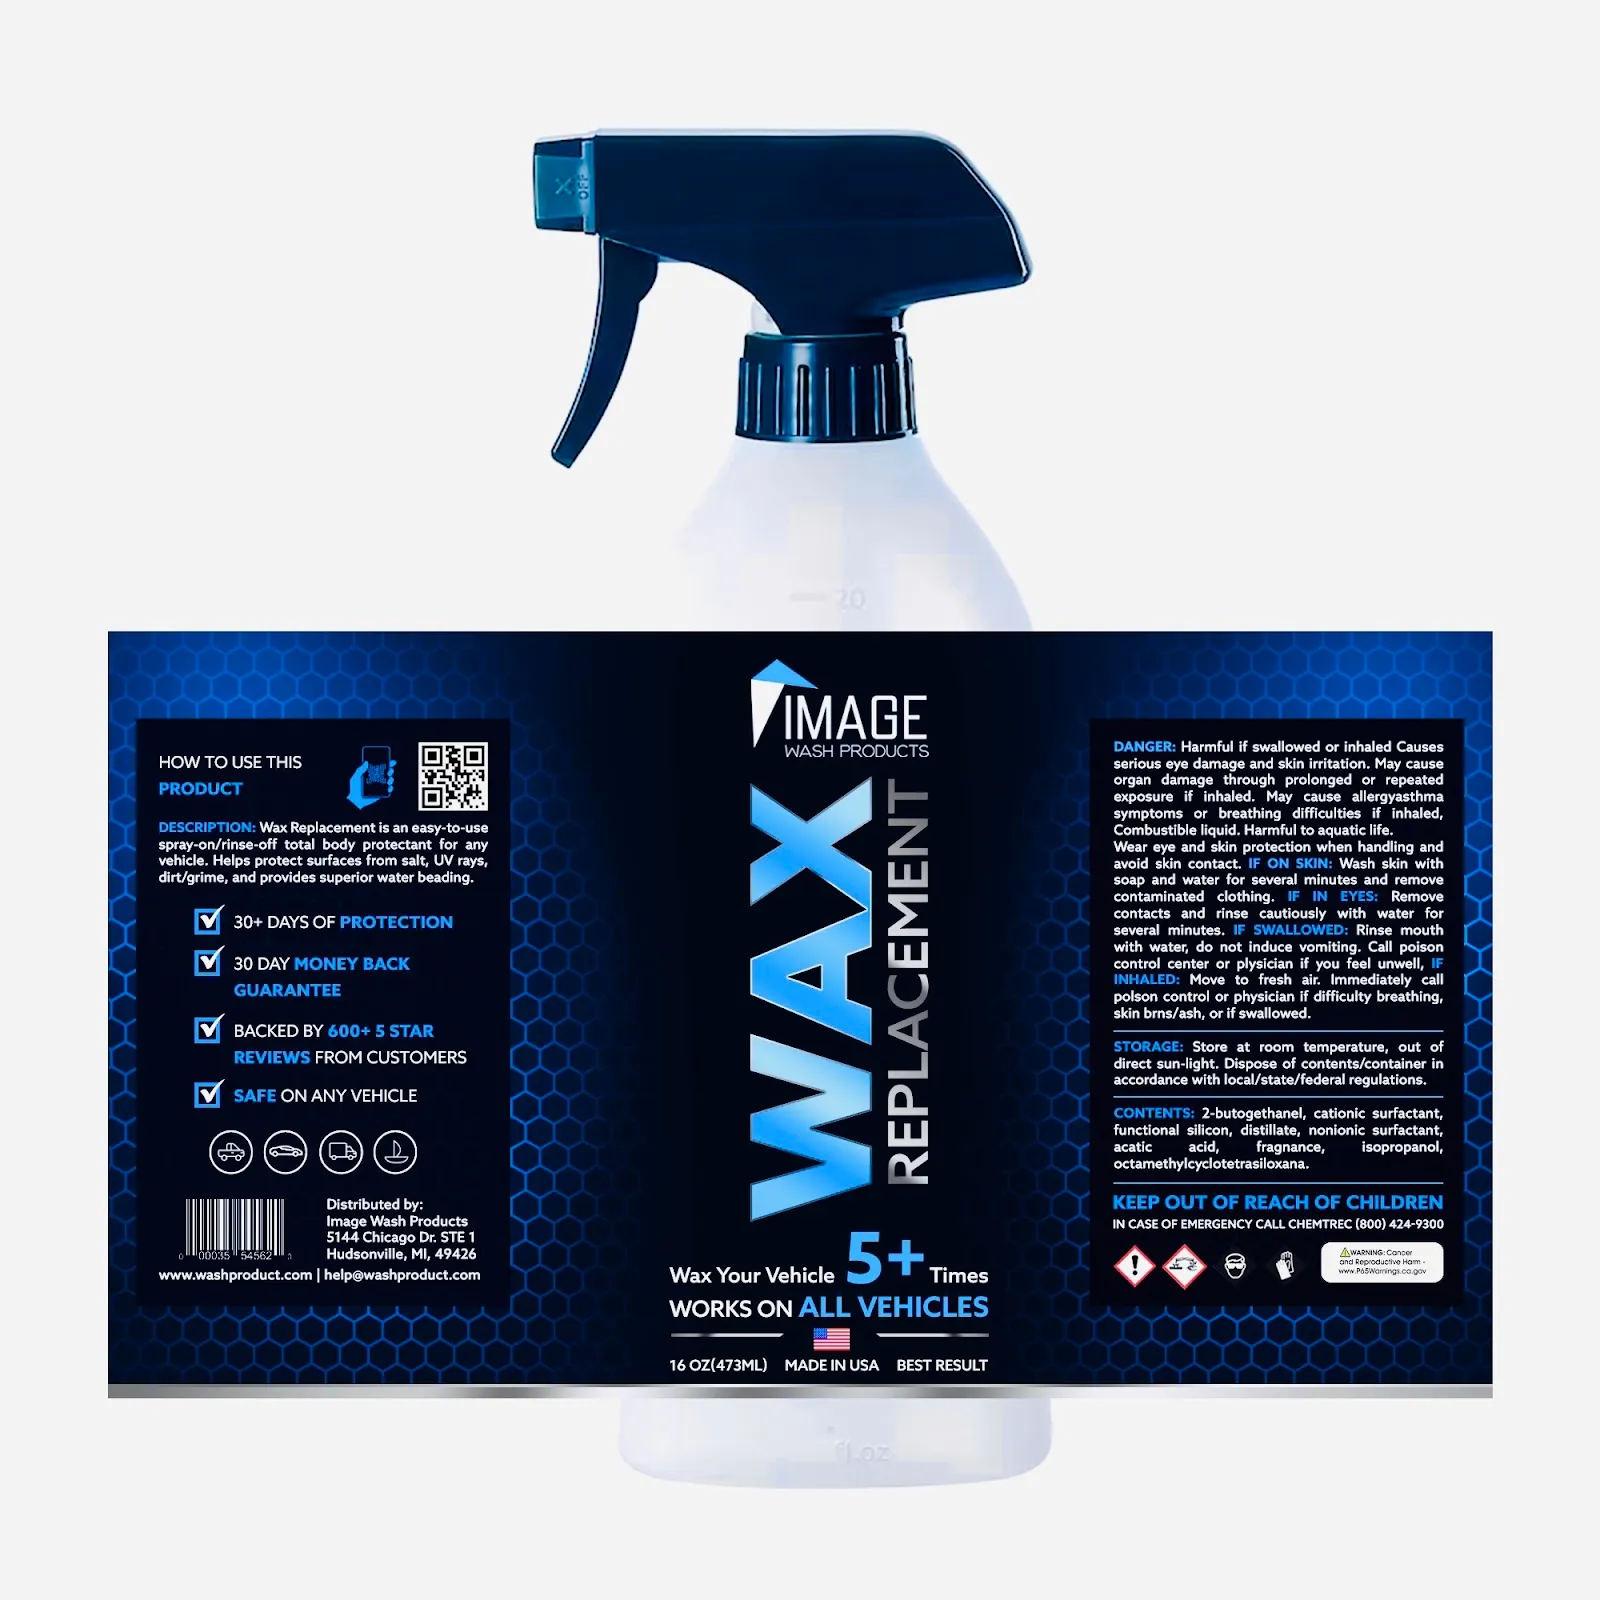 X OFF
20
IMAGE
WASH PRODUCTS
WAX
REPLACEMENT
Wax Your Vehicle 5+ Times
WORKS ON ALL VEHICLES
16 OZ(473ML) MADE IN USA BEST RESULT
fl.oz
HOW TO USE THIS
PRODUCT
DESCRIPTION: Wax Replacement is an easy-to-use
spray-on/rinse-off total body protectant for any
vehicle. Helps protect surfaces from salt, UV rays,
dirt/grime, and provides superior water beading.
30+ DAYS OF PROTECTION
30 DAY MONEY BACK
GUARANTEE
BACKED BY 600+ 5 STAR
REVIEWS FROM CUSTOMERS
SAFE ON ANY VEHICLE
0 00035 54562
Distributed by:
Image Wash Products
5144 Chicago Dr. STE 1
Hudsonville, MI, 49426
www.washproduct.com | help@washproduct.com
DANGER: Harmful if swallowed or inhaled Causes
serious eye damage and skin irritation. May cause
organ damage through prolonged or repeated
exposure if inhaled. May cause allergyasthma
symptoms or breathing difficulties if inhaled,
Combustible liquid. Harmful to aquatic life.
Wear eye and skin protection when handling and
avoid skin contact. IF ON SKIN: Wash skin with
soap and water for several minutes and remove
contaminated clothing. IF IN EYES: Remove
contacts and rinse cautiously with water for
several minutes. IF SWALLOWED: Rinse mouth
with water, do not induce vomiting. Call poison
control center or plysician if you feel unwell, IF
INHALED: Move to fresh air. Immediately call
polson control or physician if difficulty breathing,
skin brns/ash, or if swallowed.
STORAGE: Store at room temperature, out of
direct sun-light. Dispose of contents/container in
accordance with local/state/federal regulations.
CONTENTS: 2-butogethanel, cationic surfactant,
functional silicon, distillate, nonionic surfactant,
acatic acid, fragnance, isopropanol,
octamethylcyclotetrasiloxana.
KEEP OUT OF REACH OF CHILDREN
IN CASE OF EMERGENCY CALL CHEMTREC (800) 424-9300
WARNING: Cancer
and Reproductive Harm -
www.P65Warnings.ca.gov